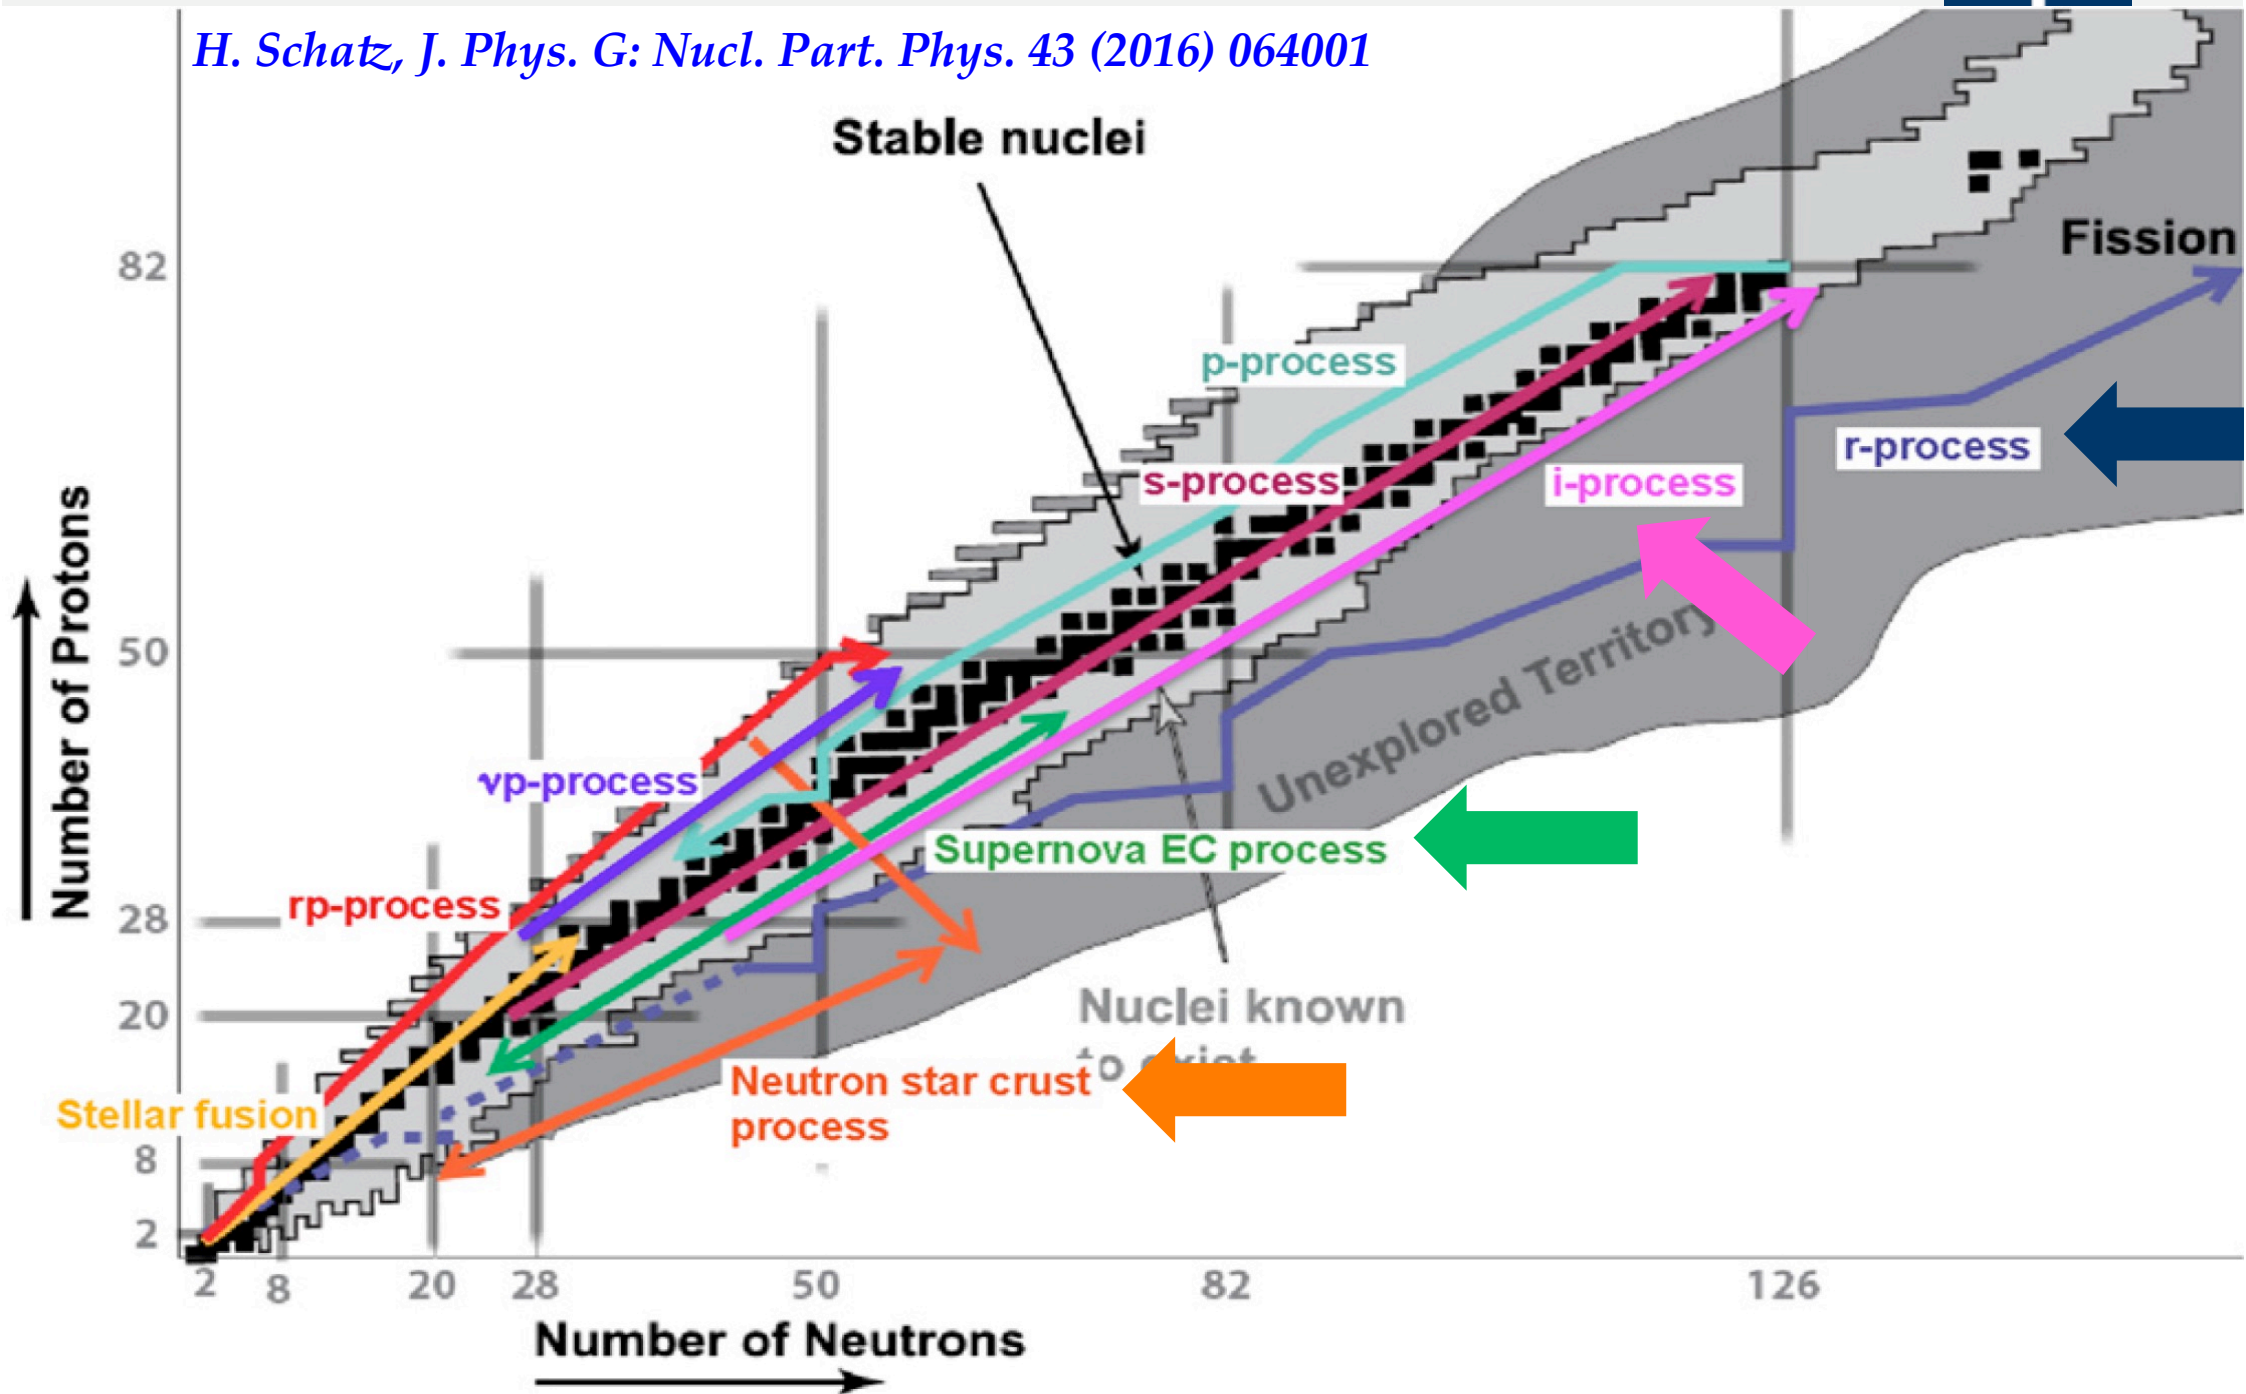 H. Schatz, J. Phys. G: Nucl. Part. Phys. 43 (2016) 064001
Stable nuclei
Fission
82
p-process
r-process
s-process
i-process
Unexplored Territory
50
νp-process
Supernova EC process
rp-process
28
Nuclei known
to exist
20
Neutron star crust
process
Stellar fusion
8
2
2
8
20
28
50
82
126
Number of Protons
Number of Neutrons